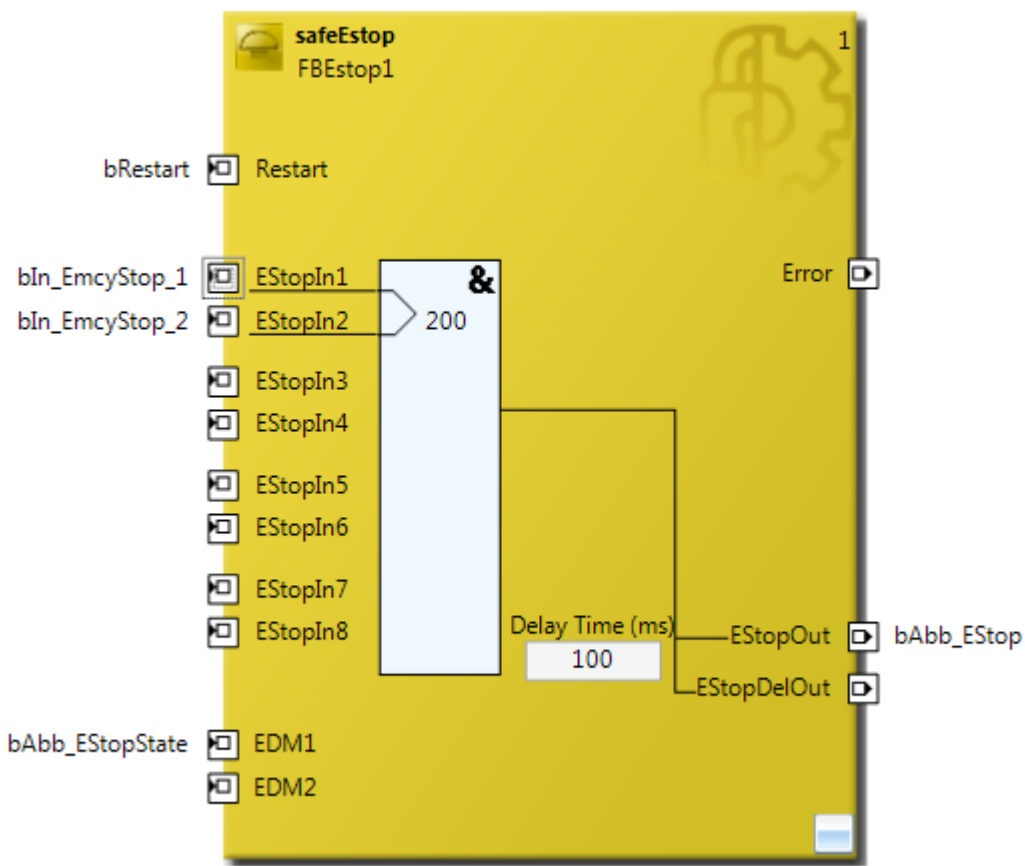 safeEstop
1
FBEstop1
bRestart Restart
&
bIn_EmcyStop_1 EStopIn1 Error
bIn_EmcyStop_2 EStopIn2 200
EStopIn3
EStopIn4
EStopIn5
EStopIn6
EStopIn7
EStopIn8
Delay Time (ms)
EStopOut bAbb_EStop
100
EStopDelOut
bAbb_EStopState EDM1
EDM2